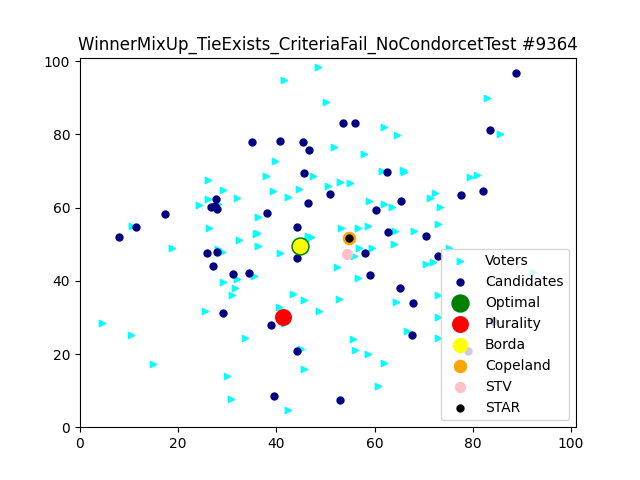 WinnerMixUp_TieExists_CriteriaFail_NoCondorcetTest #9364
100
80
60
40
20
0
0 20 40 60 80 100
Voters
Candidates
Optimal
Plurality
Borda
Copeland
STV
STAR